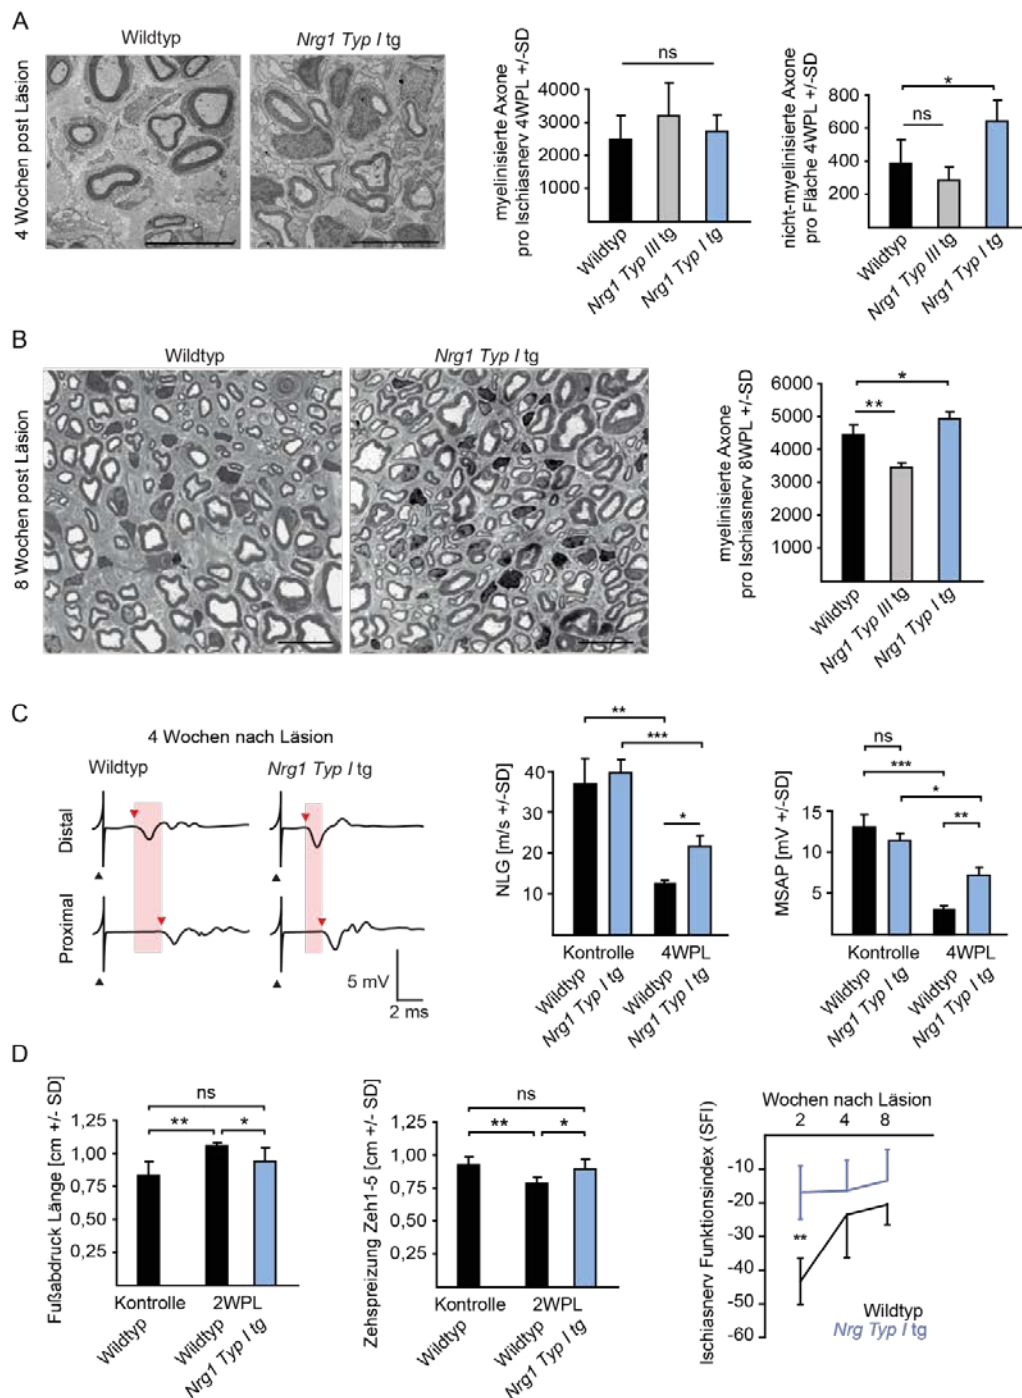 A
Wildtyp
Nrg1 Typ I tg
4 Wochen post Läsion
myelinisierte Axone
pro Ischiasnerv 4WPL +/-SD
4000
3000
2000
1000
ns
Wildtyp
Nrg1 Typ III tg
Nrg1 Typ I tg
nicht-myelinisierte Axone
pro Fläche 4WPL +/-SD
800
600
400
200
*
ns
Wildtyp
Nrg1 Typ III tg
Nrg1 Typ I tg
B
Wildtyp
Nrg1 Typ I tg
8 Wochen post Läsion
myelinisierte Axone
pro Ischiasnerv 8WPL +/-SD
6000
5000
4000
3000
2000
1000
*
**
Wildtyp
Nrg1 Typ III tg
Nrg1 Typ I tg
C
4 Wochen nach Läsion
Wildtyp
Nrg1 Typ I tg
Distal
Proximal
5 mV
2 ms
NLG [m/s +/-SD]
40
30
20
10
**
***
*
Kontrolle
4WPL
Wildtyp
Nrg1 Typ I tg
Wildtyp
Nrg1 Typ I tg
MSAP [mV +/-SD]
15
10
5
ns
***
*
**
Kontrolle
4WPL
Wildtyp
Nrg1 Typ I tg
Wildtyp
Nrg1 Typ I tg
D
Fußabdruck Länge [cm +/- SD]
1,25
1,00
0,75
0,50
0,25
ns
**
*
Kontrolle
2WPL
Wildtyp
Wildtyp
Nrg1 Typ I tg
Zehspreizung Zeh1-5 [cm +/- SD]
1,25
1,00
0,75
0,50
0,25
ns
**
*
Kontrolle
2WPL
Wildtyp
Wildtyp
Nrg1 Typ I tg
Ischiasnerv Funktionsindex (SFI)
Wochen nach Läsion
2 4 8
-10
-20
-30
-40
-50
-60
**
Wildtyp
Nrg Typ I tg